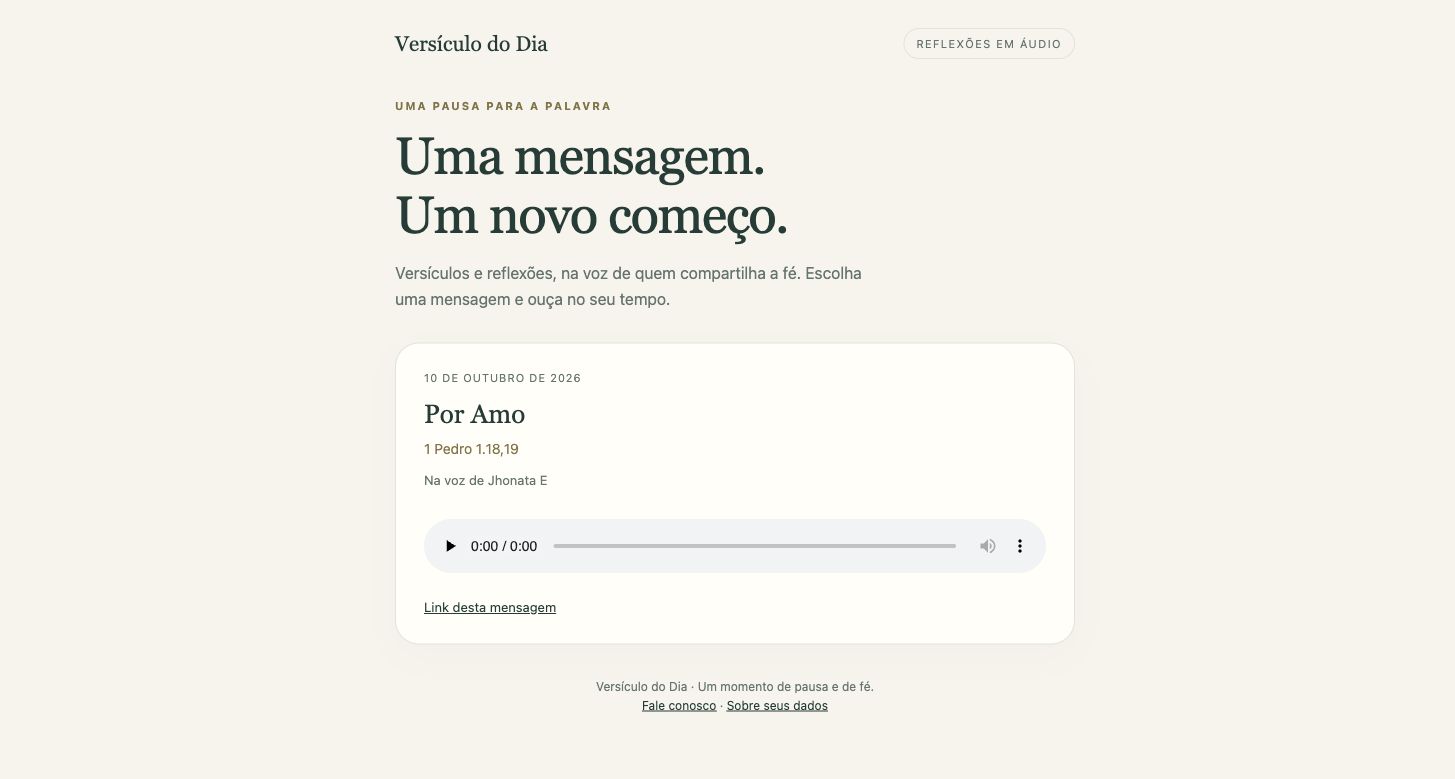 Versículo do Dia
REFLEXÕES EM ÁUDIO
UMA PAUSA PARA A PALAVRA
Uma mensagem.
Um novo começo.
Versículos e reflexões, na voz de quem compartilha a fé. Escolha
uma mensagem e ouça no seu tempo.
10 DE OUTUBRO DE 2026
Por Amo
1 Pedro 1.18,19
Na voz de Jhonata E
0:00 / 0:00
Link desta mensagem
Versículo do Dia · Um momento de pausa e de fé.
Fale conosco · Sobre seus dados